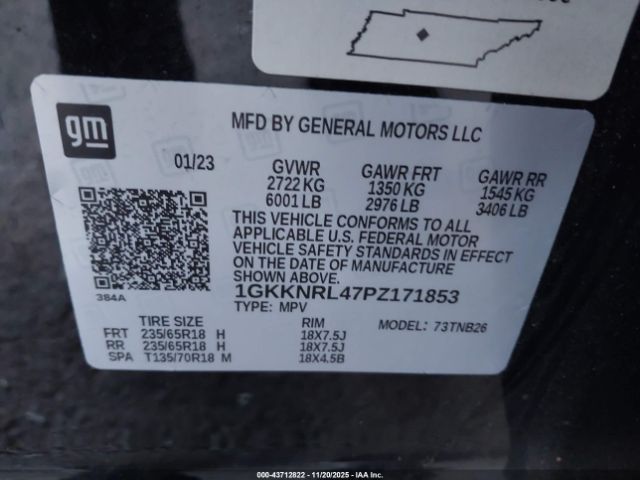 gm
MFD BY GENERAL MOTORS LLC
01/23
GVWR GAWR FRT GAWR RR
2722 KG 1350 KG 1545 KG
6001 LB 2976 LB 3406 LB
THIS VEHICLE CONFORMS TO ALL
APPLICABLE U.S. FEDERAL MOTOR
VEHICLE SAFETY STANDARDS IN
EFFECT ON THE DATE OF MANUFACTURE
SHOWN ABOVE.
384A
1GKKNRL47PZ171853
TYPE: MPV
TIRE SIZE RIM MODEL: 73TNB26
FRT 235/65R18 H 18X7.5J
RR 235/65R18 H 18X7.5J
SPA T135/70R18 M 18X4.5B
000-43712822 - 11/20/2025 - IAAI Inc.